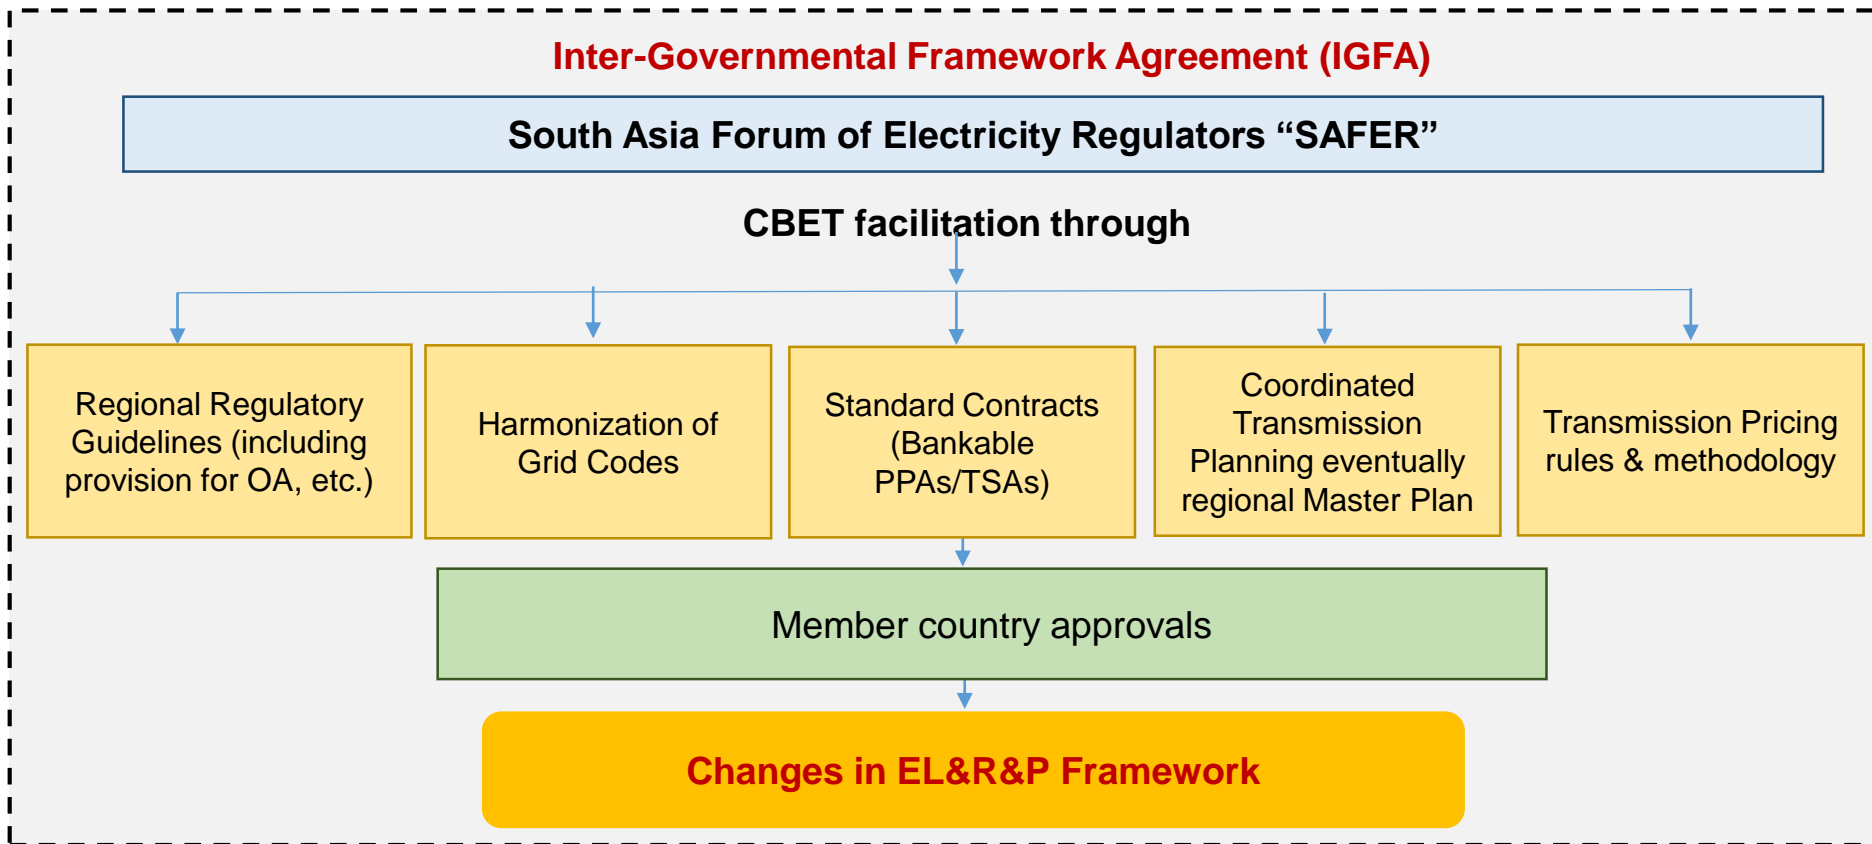 Inter-Governmental Framework Agreement (IGFA)
South Asia Forum of Electricity Regulators “SAFER”
CBET facilitation through
Regional Regulatory
Guidelines (including
provision for OA, etc.)
Harmonization of
Grid Codes
Standard Contracts
(Bankable
PPAs/TSAs)
Coordinated
Transmission
Planning eventually
regional Master Plan
Transmission Pricing
rules & methodology
Member country approvals
Changes in EL&R&P Framework